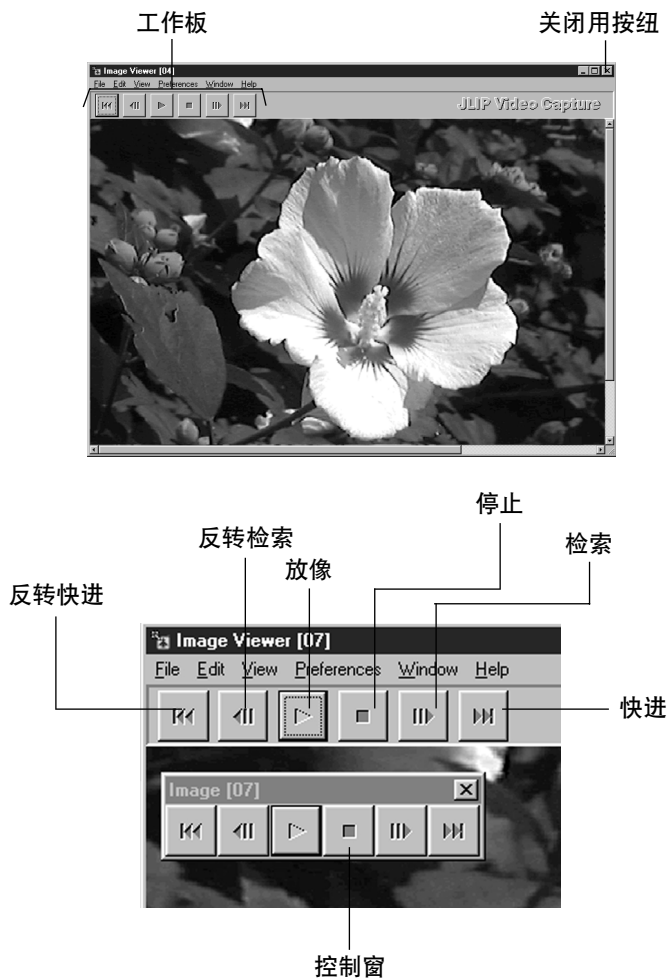 工作板 关闭用按纽
Image Viewer [04]
File Edit View Preferences Window Help
JLIP Video Capture
停止
反转检索 检索
放像
反转快进
Image Viewer [07]
File Edit View Preferences Window Help
快进
Image [07]
控制窗